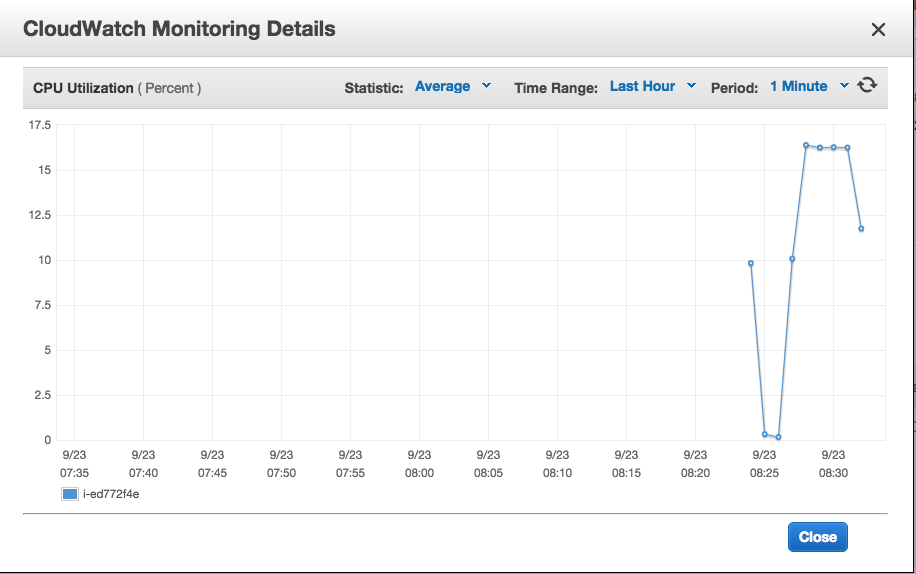 CloudWatch Monitoring Details
CPU Utilization ( Percent ) Statistic: Average Time Range: Last Hour Period: 1 Minute
17.5
15
12.5
10
7.5
5
2.5
0
9/23 9/23 9/23 9/23 9/23 9/23 9/23 9/23 9/23 9/23 9/23 9/23
07:35 07:40 07:45 07:50 07:55 08:00 08:05 08:10 08:15 08:20 08:25 08:30
i-ed772f4e
Close